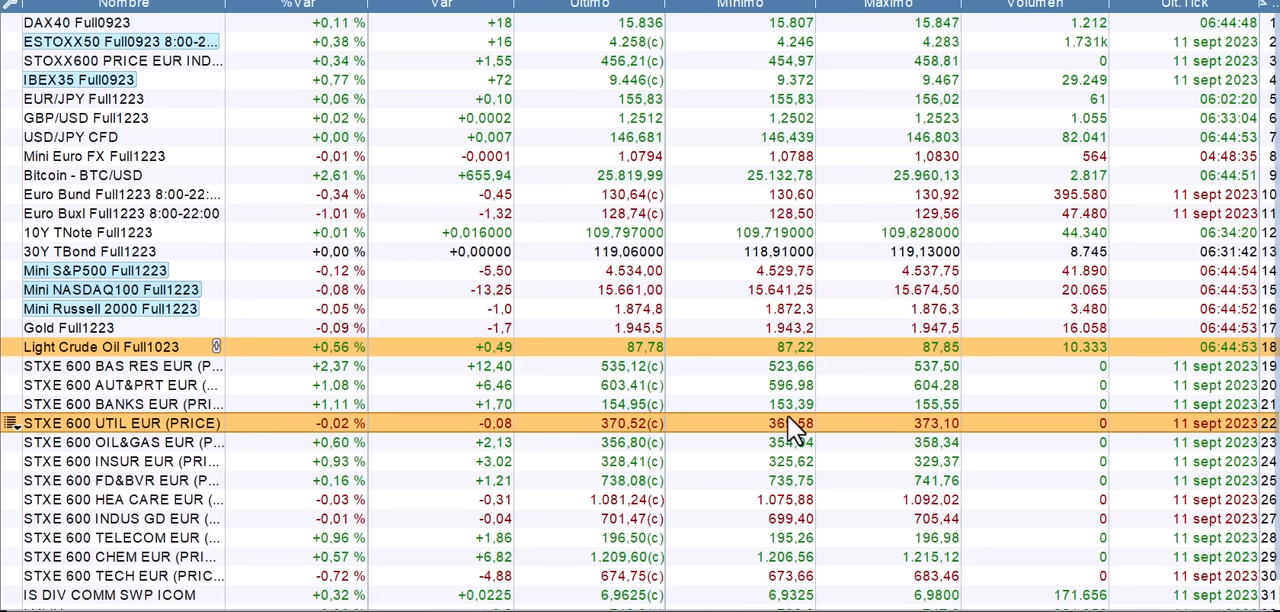 Nombre %Var Var Último Mínimo Máximo Volumen Últ.Tick
DAX40 Full0923 +0,11 % +18 15.836 15.807 15.847 1.212 06:44:48 1
ESTOXX50 Full0923 8:00-2... +0,38 % +16 4.258(c) 4.246 4.283 1.731k 11 sept 2023 2
STOXX600 PRICE EUR IND... +0,34 % +1,55 456,21(c) 454,97 458,81 0 11 sept 2023 3
IBEX35 Full0923 +0,77 % +72 9.446(c) 9.372 9.467 29.249 11 sept 2023 4
EUR/JPY Full1223 +0,06 % +0,10 155,83 155,83 156,02 61 06:02:20 5
GBP/USD Full1223 +0,02 % +0,0002 1,2512 1,2502 1,2523 1.055 06:33:04 6
USD/JPY CFD +0,00 % +0,007 146,681 146,439 146,803 82.041 06:44:53 7
Mini Euro FX Full1223 -0,01 % -0,0001 1,0794 1,0788 1,0830 564 04:48:35 8
Bitcoin - BTC/USD +2,61 % +655,94 25.819,99 25.132,78 25.960,13 2.817 06:44:51 9
Euro Bund Full1223 8:00-22:... -0,34 % -0,45 130,64(c) 130,60 130,92 395.580 11 sept 2023 10
Euro Buxl Full1223 8:00-22:00 -1,01 % -1,32 128,74(c) 128,50 129,56 47.480 11 sept 2023 11
10Y TNote Full1223 +0,01 % +0,016000 109,797000 109,719000 109,828000 44.340 06:34:20 12
30Y TBond Full1223 +0,00 % +0,00000 119,06000 118,91000 119,13000 8.745 06:31:42 13
Mini S&P500 Full1223 -0,12 % -5,50 4.534,00 4.529,75 4.537,75 41.890 06:44:54 14
Mini NASDAQ100 Full1223 -0,08 % -13,25 15.661,00 15.641,25 15.674,50 20.065 06:44:53 15
Mini Russell 2000 Full1223 -0,05 % -1,0 1.874,8 1.872,3 1.876,3 3.480 06:44:52 16
Gold Full1223 -0,09 % -1,7 1.945,5 1.943,2 1.947,5 16.058 06:44:53 17
Light Crude Oil Full1023 +0,56 % +0,49 87,78 87,22 87,85 10.333 06:44:53 18
STXE 600 BAS RES EUR (P... +2,37 % +12,40 535,12(c) 523,66 537,50 0 11 sept 2023 19
STXE 600 AUT&PRT EUR (... +1,08 % +6,46 603,41(c) 596,98 604,28 0 11 sept 2023 20
STXE 600 BANKS EUR (PRI... +1,11 % +1,70 154,95(c) 153,39 155,55 0 11 sept 2023 21
STXE 600 UTIL EUR (PRICE) -0,02 % -0,08 370,52(c) 373,10 0 11 sept 2023 22
STXE 600 OIL&GAS EUR (P... +0,60 % +2,13 356,80(c) 358,34 0 11 sept 2023 23
STXE 600 INSUR EUR (PRI... +0,93 % +3,02 328,41(c) 325,62 329,37 0 11 sept 2023 24
STXE 600 FD&BVR EUR (P... +0,16 % +1,21 738,08(c) 735,75 741,76 0 11 sept 2023 25
STXE 600 HEA CARE EUR (... -0,03 % -0,31 1.081,24(c) 1.075,88 1.092,02 0 11 sept 2023 26
STXE 600 INDUS GD EUR (... -0,01 % -0,04 701,47(c) 699,40 705,44 0 11 sept 2023 27
STXE 600 TELECOM EUR (... +0,96 % +1,86 196,50(c) 195,26 196,98 0 11 sept 2023 28
STXE 600 CHEM EUR (PRI... +0,57 % +6,82 1.209,60(c) 1.206,56 1.215,12 0 11 sept 2023 29
STXE 600 TECH EUR (PRIC... -0,72 % -4,88 674,75(c) 673,66 683,46 0 11 sept 2023 30
IS DIV COMM SWP ICOM +0,32 % +0,0225 6,9625(c) 6,9325 6,9800 171.656 11 sept 2023 31